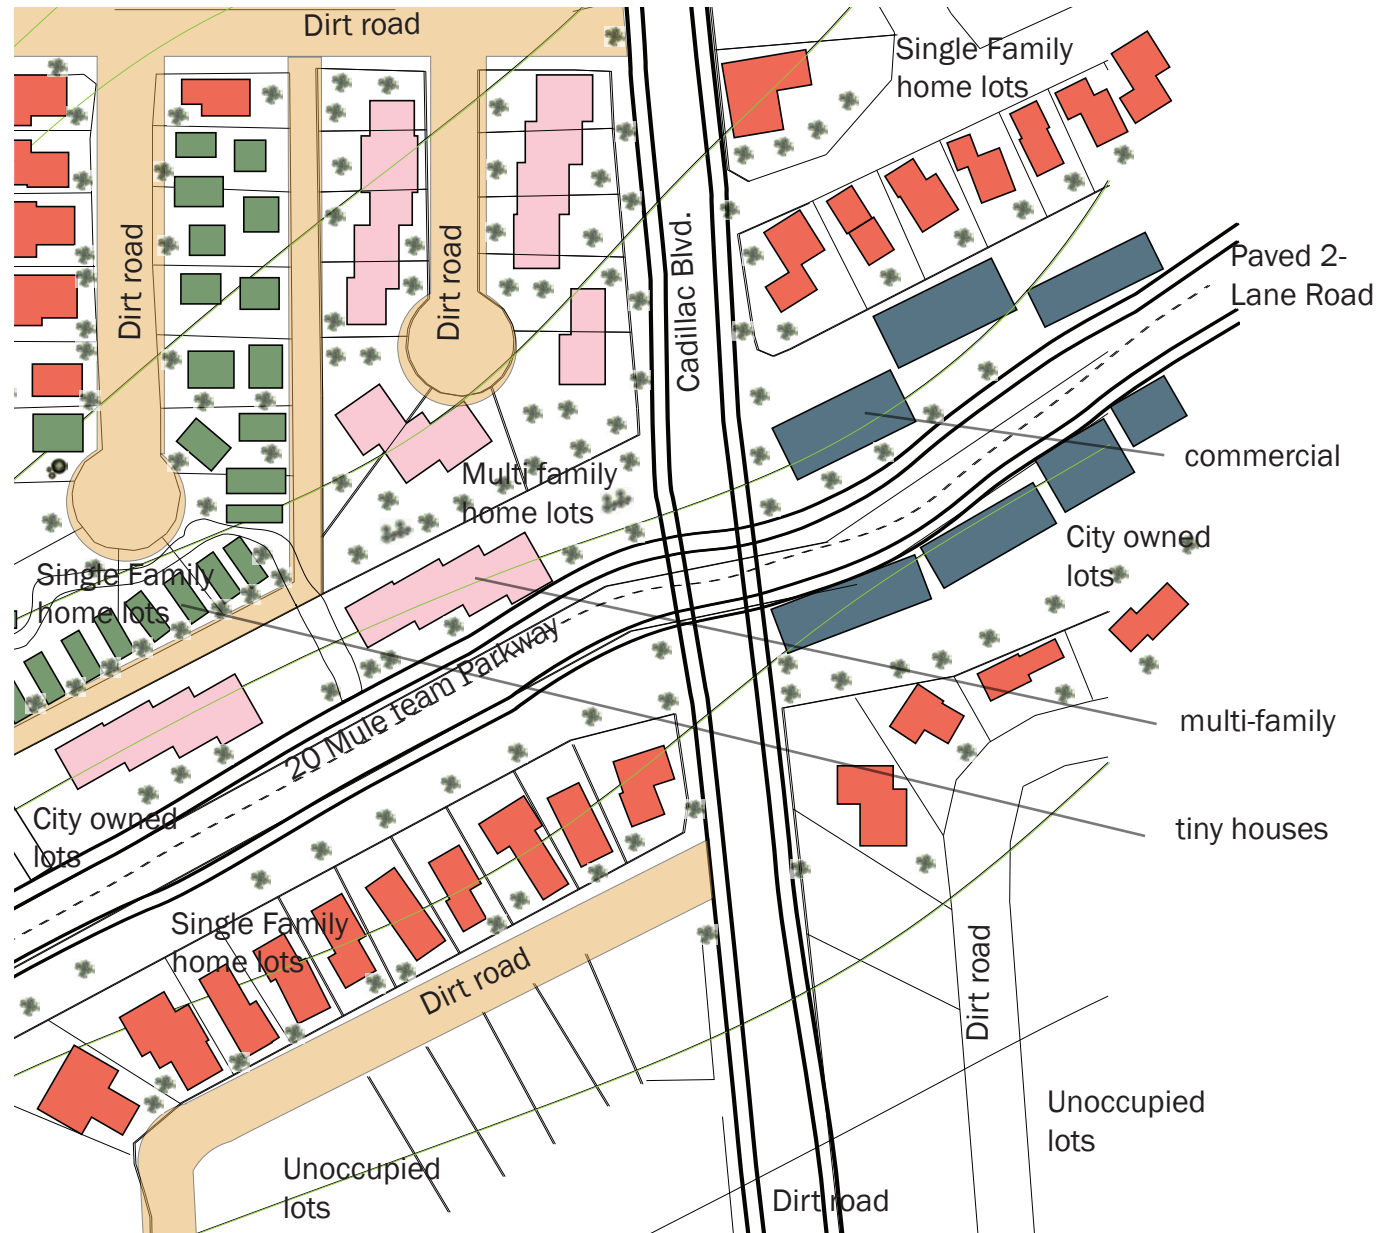 Dirt road
Single Family
home lots
Dirt road
Dirt road
Cadillac Blvd.
Paved 2-
Lane Road
commercial
Multi family
home lots
City owned
lots
Single Family
home lots
20 Mule team Parkway
multi-family
City owned
lots
tiny houses
Single Family
home lots
Dirt road
Dirt road
Unoccupied
lots
Unoccupied
lots
Dirt road